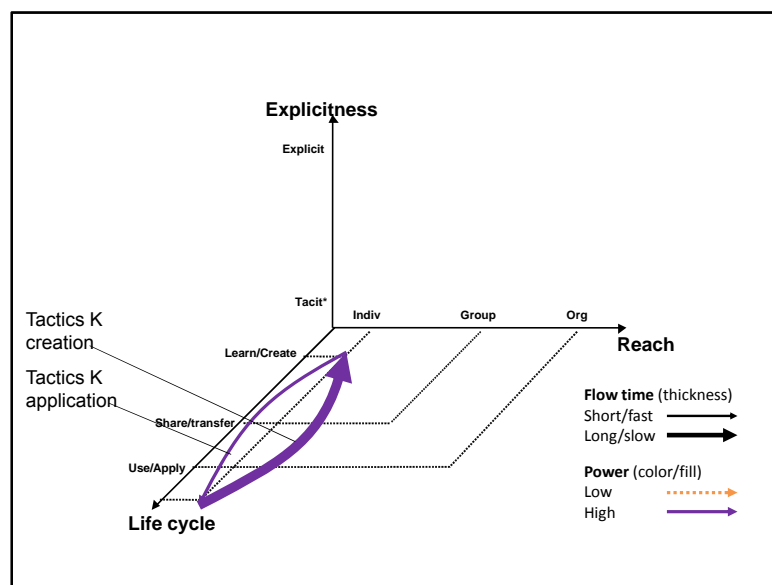 Explicitness
Explicit
Tacit*
Indiv
Group
Org
Reach
Tactics K
creation
Tactics K
application
Learn/Create
Share/transfer
Use/Apply
Life cycle
Flow time (thickness)
Short/fast
Long/slow
Power (color/fill)
Low
High